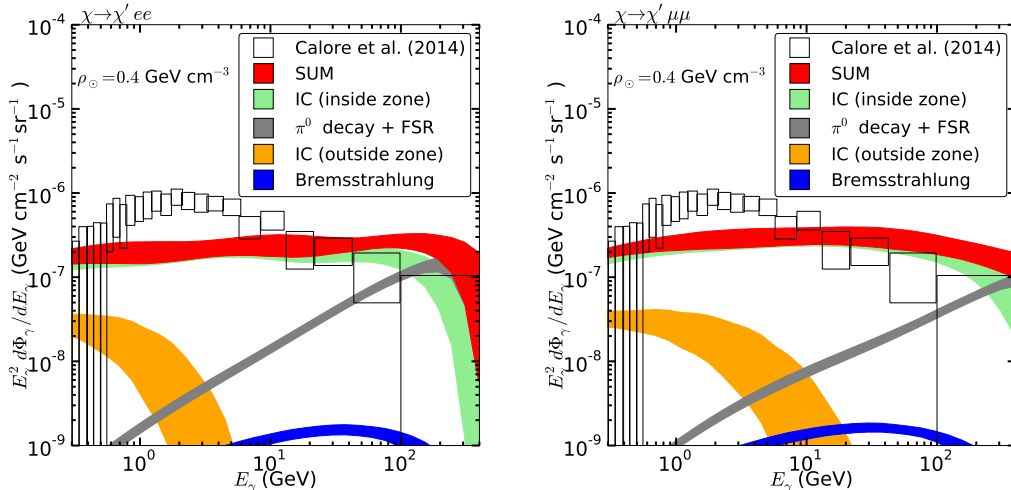 χ→χ′ ee
ρ⊙=0.4 GeV cm⁻³
Calore et al. (2014)
SUM
IC (inside zone)
π⁰ decay + FSR
IC (outside zone)
Bremsstrahlung
E²γ dΦγ/dEγ (GeV cm⁻² s⁻¹ sr⁻¹ )
10⁻⁴
10⁻⁵
10⁻⁶
10⁻⁷
10⁻⁸
10⁻⁹
10⁰
10¹
10²
Eγ (GeV)
χ→χ′ μμ
ρ⊙=0.4 GeV cm⁻³
Calore et al. (2014)
SUM
IC (inside zone)
π⁰ decay + FSR
IC (outside zone)
Bremsstrahlung
E²γ dΦγ/dEγ (GeV cm⁻² s⁻¹ sr⁻¹ )
10⁻⁴
10⁻⁵
10⁻⁶
10⁻⁷
10⁻⁸
10⁻⁹
10⁰
10¹
10²
Eγ (GeV)